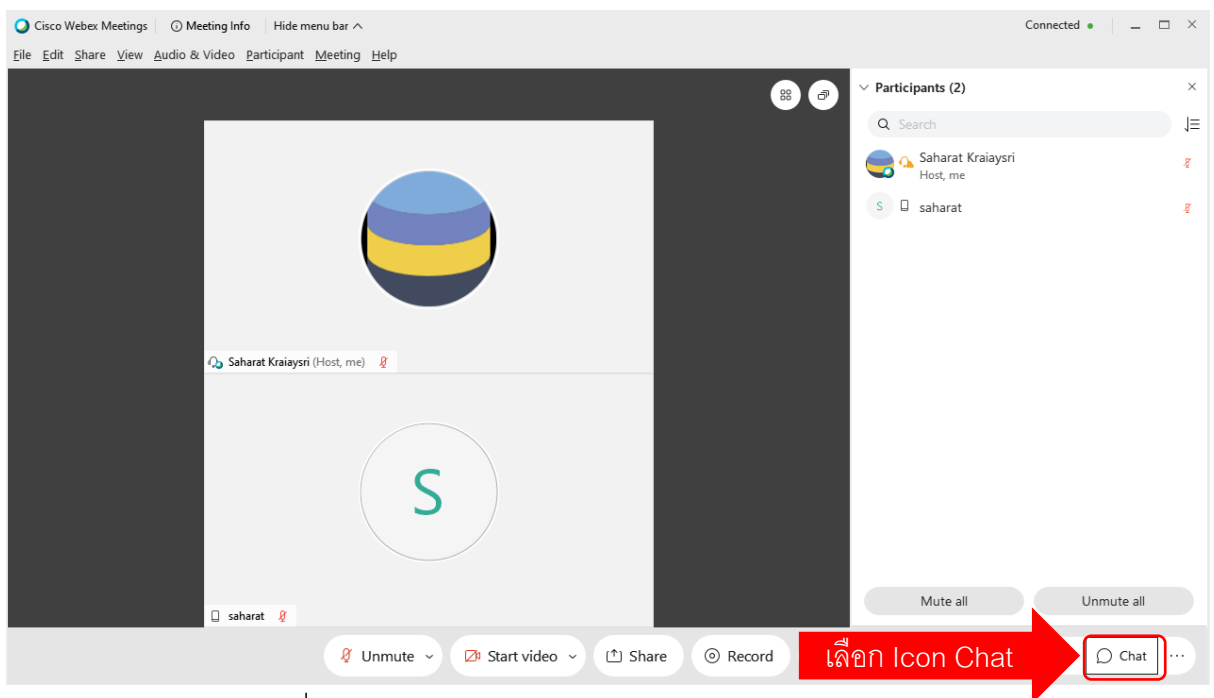 Cisco Webex Meetings Meeting Info Hide menu bar Connected
File Edit Share View Audio & Video Participant Meeting Help
Participants (2)
Search
Saharat Kraiaysri
Host, me
S saharat
Saharat Kraiaysri (Host, me)
S
saharat
Mute all Unmute all
Unmute Start video Share Record เลือก Icon Chat Chat